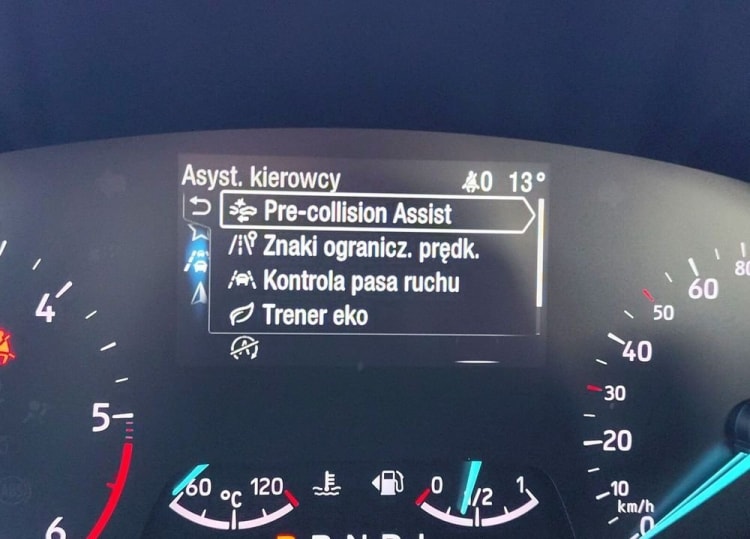 Asyst. kierowcy 0 13°
Pre-collision Assist
Znaki ogranicz. prędk.
Kontrola pasa ruchu
Trener eko
4
5
6
60 °C 120
0 1/2 1
80
60
50
40
30
20
10
km/h
0
P R N D L